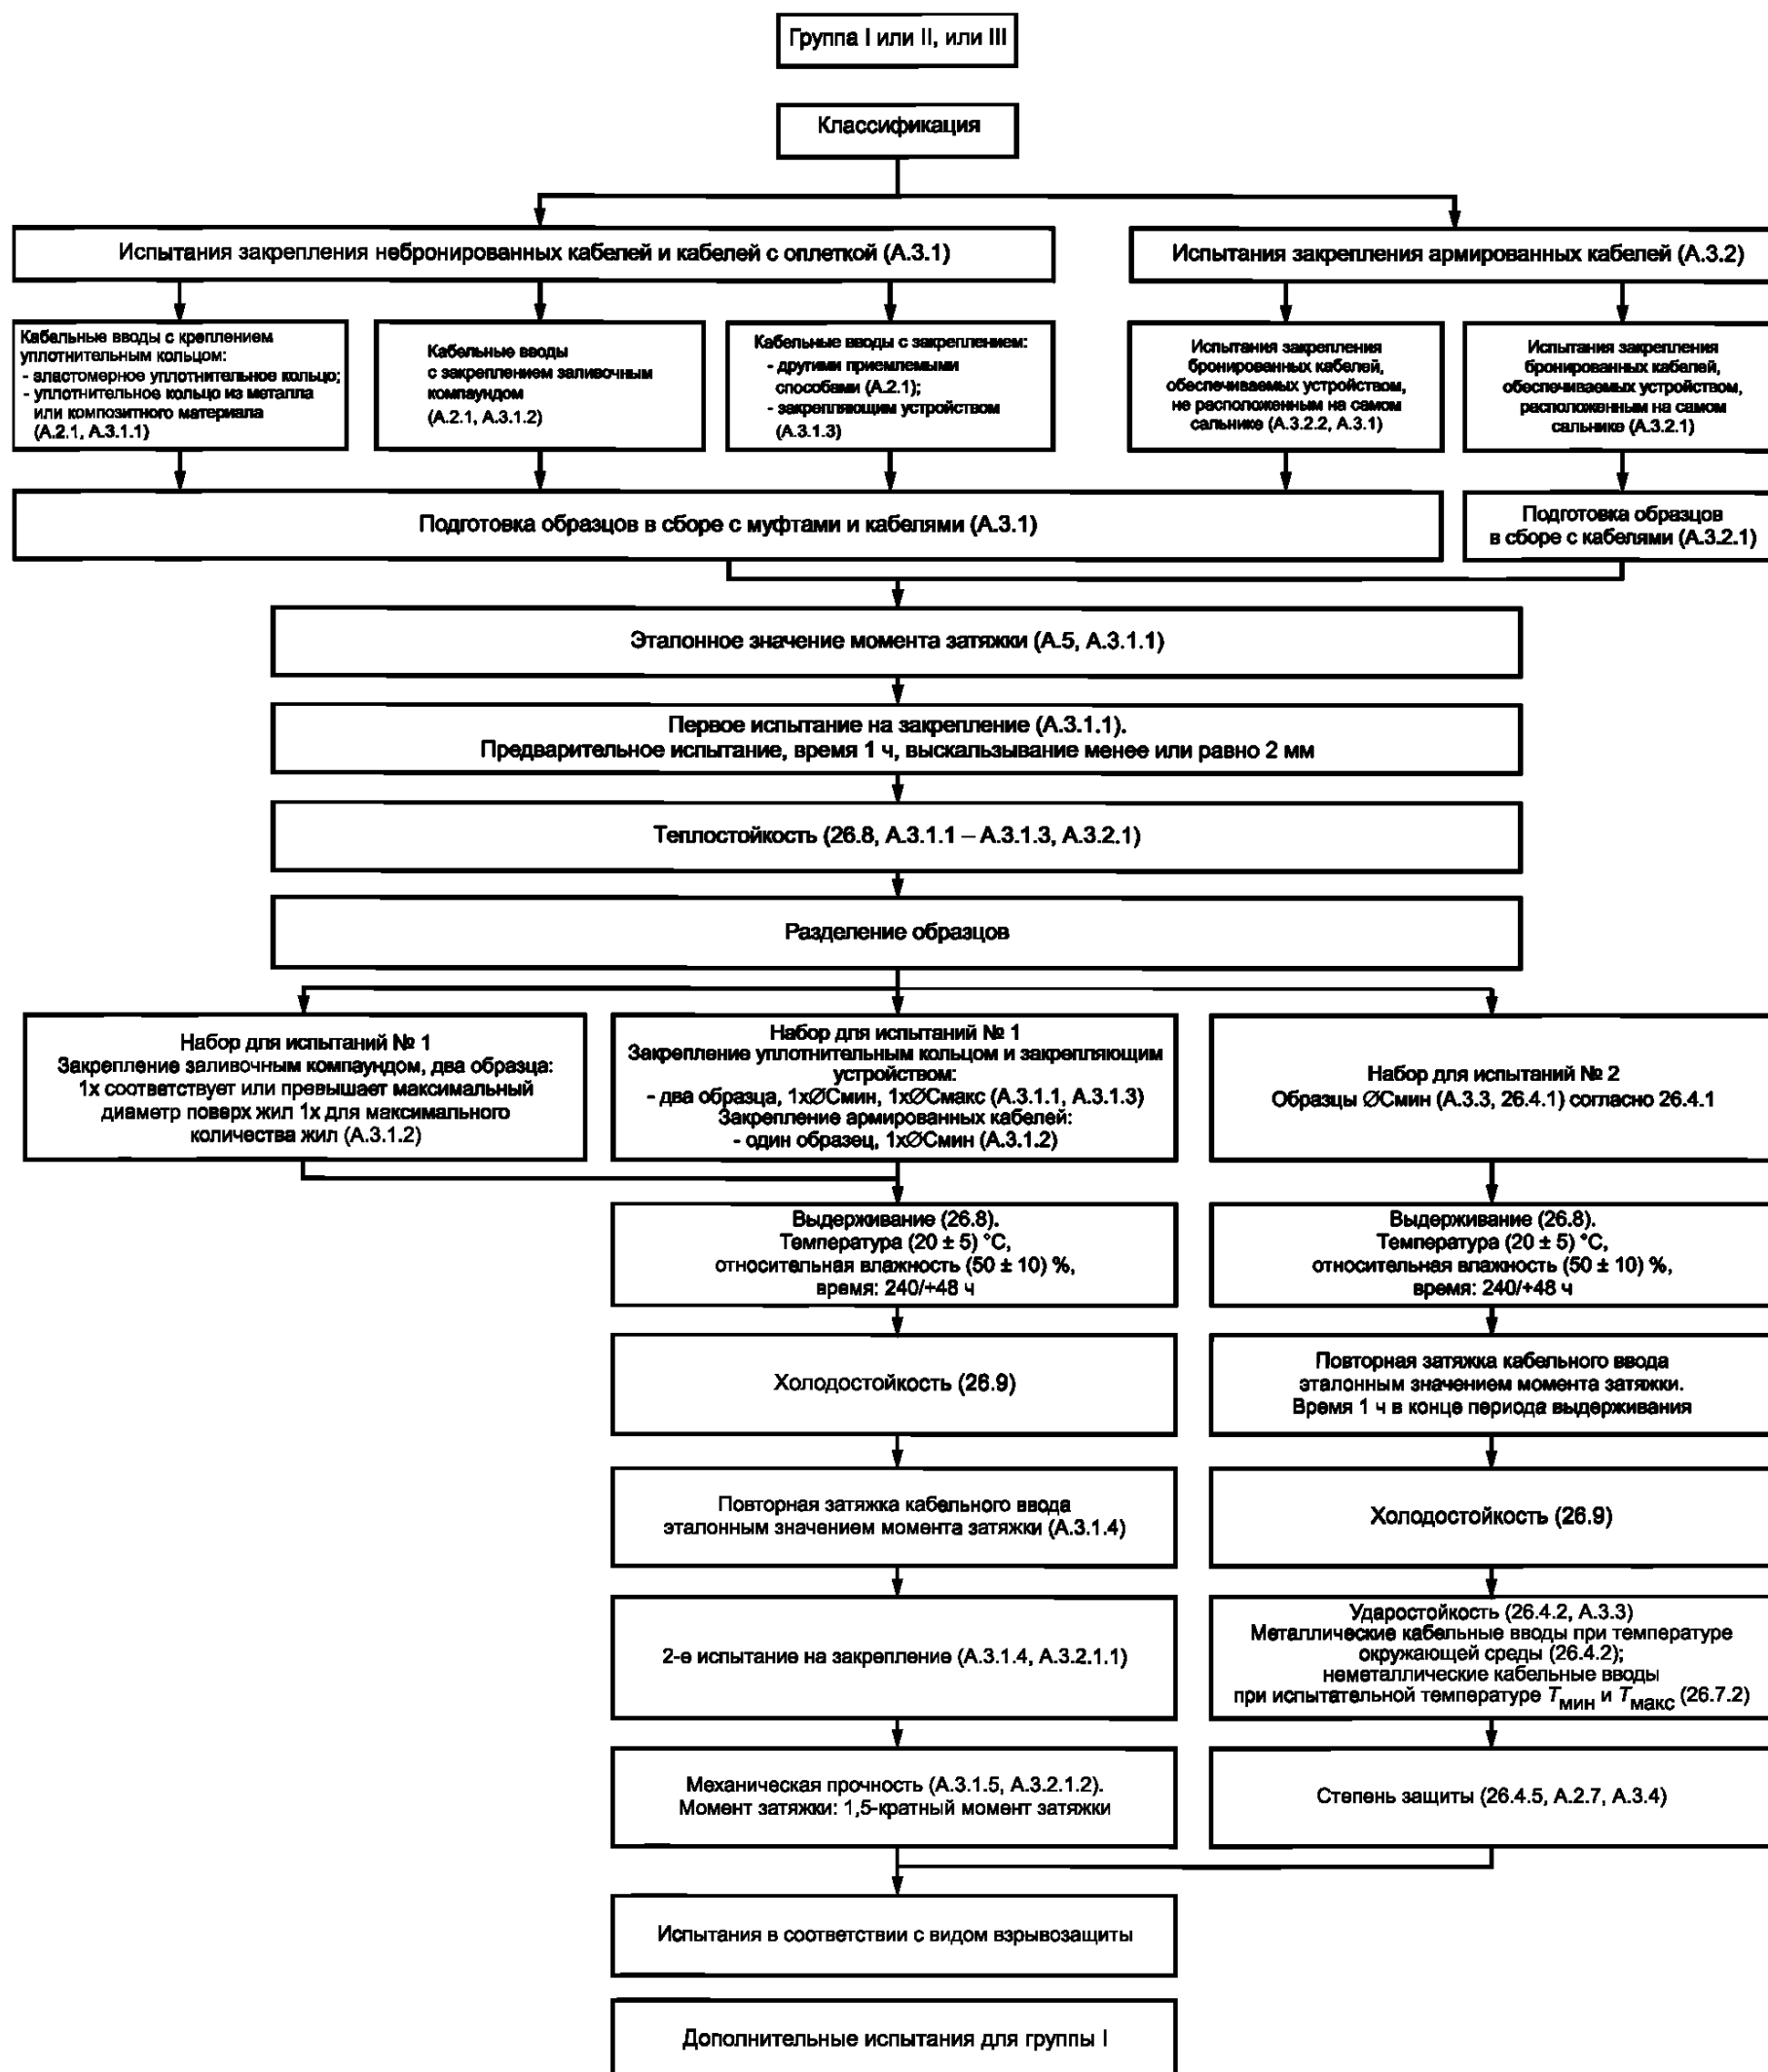 Группа I или II, или III
Классификация
Испытания закрепления небронированных кабелей и кабелей с оплеткой (А.3.1)
Испытания закрепления армированных кабелей (А.3.2)
Кабельные вводы с креплением
уплотнительным кольцом:
- эластомерное уплотнительное кольцо;
- уплотнительное кольцо из металла
или композитного материала
(А.2.1, А.3.1.1)
Кабельные вводы
с закреплением заливочным
компаундом
(А.2.1, А.3.1.2)
Кабельные вводы с закреплением:
- другими приемлемыми
способами (А.2.1);
- закрепляющим устройством
(А.3.1.3)
Испытания закрепления
бронированных кабелей,
обеспечиваемых устройством,
не расположенным на самом
сальнике (А.3.2.2, А.3.1)
Испытания закрепления
бронированных кабелей,
обеспечиваемых устройством,
расположенным на самом
сальнике (А.3.2.1)
Подготовка образцов в сборе с муфтами и кабелями (А.3.1)
Подготовка образцов
в сборе с кабелями (А.3.2.1)
Эталонное значение момента затяжки (А.5, А.3.1.1)
Первое испытание на закрепление (А.3.1.1).
Предварительное испытание, время 1 ч, выскальзывание менее или равно 2 мм
Теплостойкость (26.8, А.3.1.1 – А.3.1.3, А.3.2.1)
Разделение образцов
Набор для испытаний № 1
Закрепление заливочным компаундом, два образца:
1x соответствует или превышает максимальный
диаметр поверх жил 1x для максимального
количества жил (А.3.1.2)
Набор для испытаний № 1
Закрепление уплотнительным кольцом и закрепляющим
устройством:
- два образца, 1x∅Смин, 1x∅Смакс (А.3.1.1, А.3.1.3)
Закрепление армированных кабелей:
- один образец, 1x∅Смин (А.3.1.2)
Набор для испытаний № 2
Образцы ∅Смин (А.3.3, 26.4.1) согласно 26.4.1
Выдерживание (26.8).
Температура (20 ± 5) °С,
относительная влажность (50 ± 10) %,
время: 240/+48 ч
Выдерживание (26.8).
Температура (20 ± 5) °С,
относительная влажность (50 ± 10) %,
время: 240/+48 ч
Холодостойкость (26.9)
Повторная затяжка кабельного ввода
эталонным значением момента затяжки.
Время 1 ч в конце периода выдерживания
Повторная затяжка кабельного ввода
эталонным значением момента затяжки (А.3.1.4)
Холодостойкость (26.9)
2-е испытание на закрепление (А.3.1.4, А.3.2.1.1)
Ударостойкость (26.4.2, А.3.3)
Металлические кабельные вводы при температуре
окружающей среды (26.4.2);
неметаллические кабельные вводы
при испытательной температуре Tмин и Tмакс (26.7.2)
Механическая прочность (А.3.1.5, А.3.2.1.2).
Момент затяжки: 1,5-кратный момент затяжки
Степень защиты (26.4.5, А.2.7, А.3.4)
Испытания в соответствии с видом взрывозащиты
Дополнительные испытания для группы I